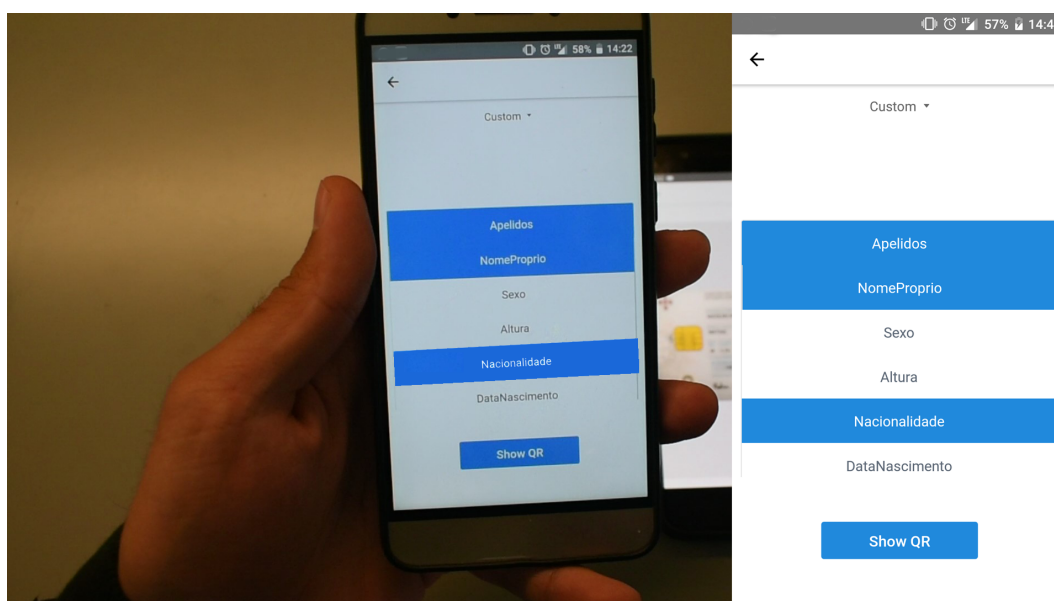 58% 14:22
Custom
Apelidos
NomeProprio
Sexo
Altura
Nacionalidade
DataNascimento
Show QR
LTE 57% 14:4
Custom
Apelidos
NomeProprio
Sexo
Altura
Nacionalidade
DataNascimento
Show QR